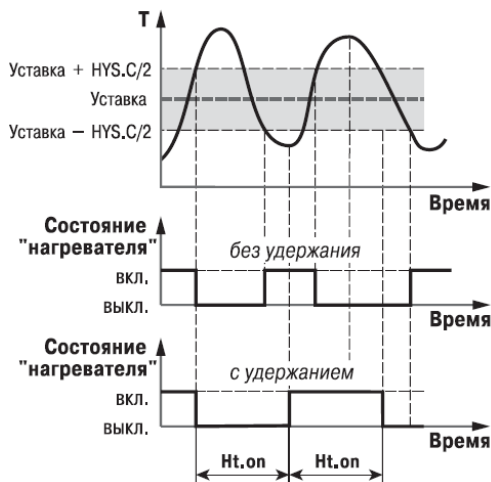 T
Уставка + HYS.C/2
Уставка
Уставка – HYS.C/2
Время
Состояние
"нагревателя"
без удержания
вкл.
выкл.
Время
Состояние
"нагревателя"
с удержанием
вкл.
выкл.
Время
Ht.on
Ht.on